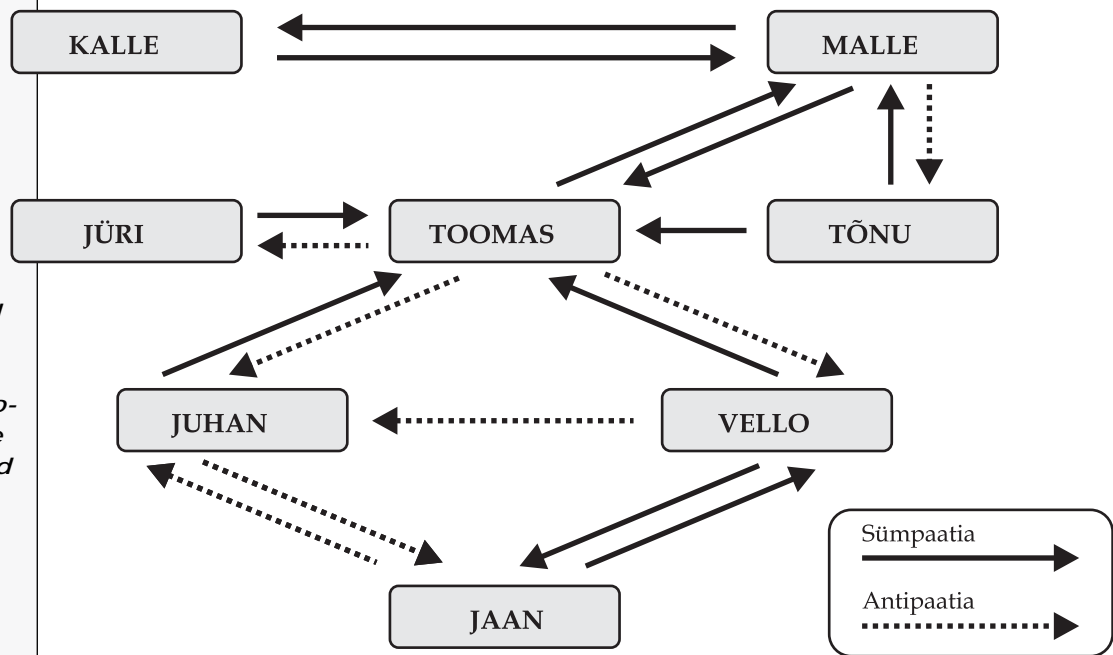 KALLE
MALLE
JÜRI
TOOMAS
TÕNU
JUHAN
VELLO
JAAN
Sümpaatia
Antipaatia